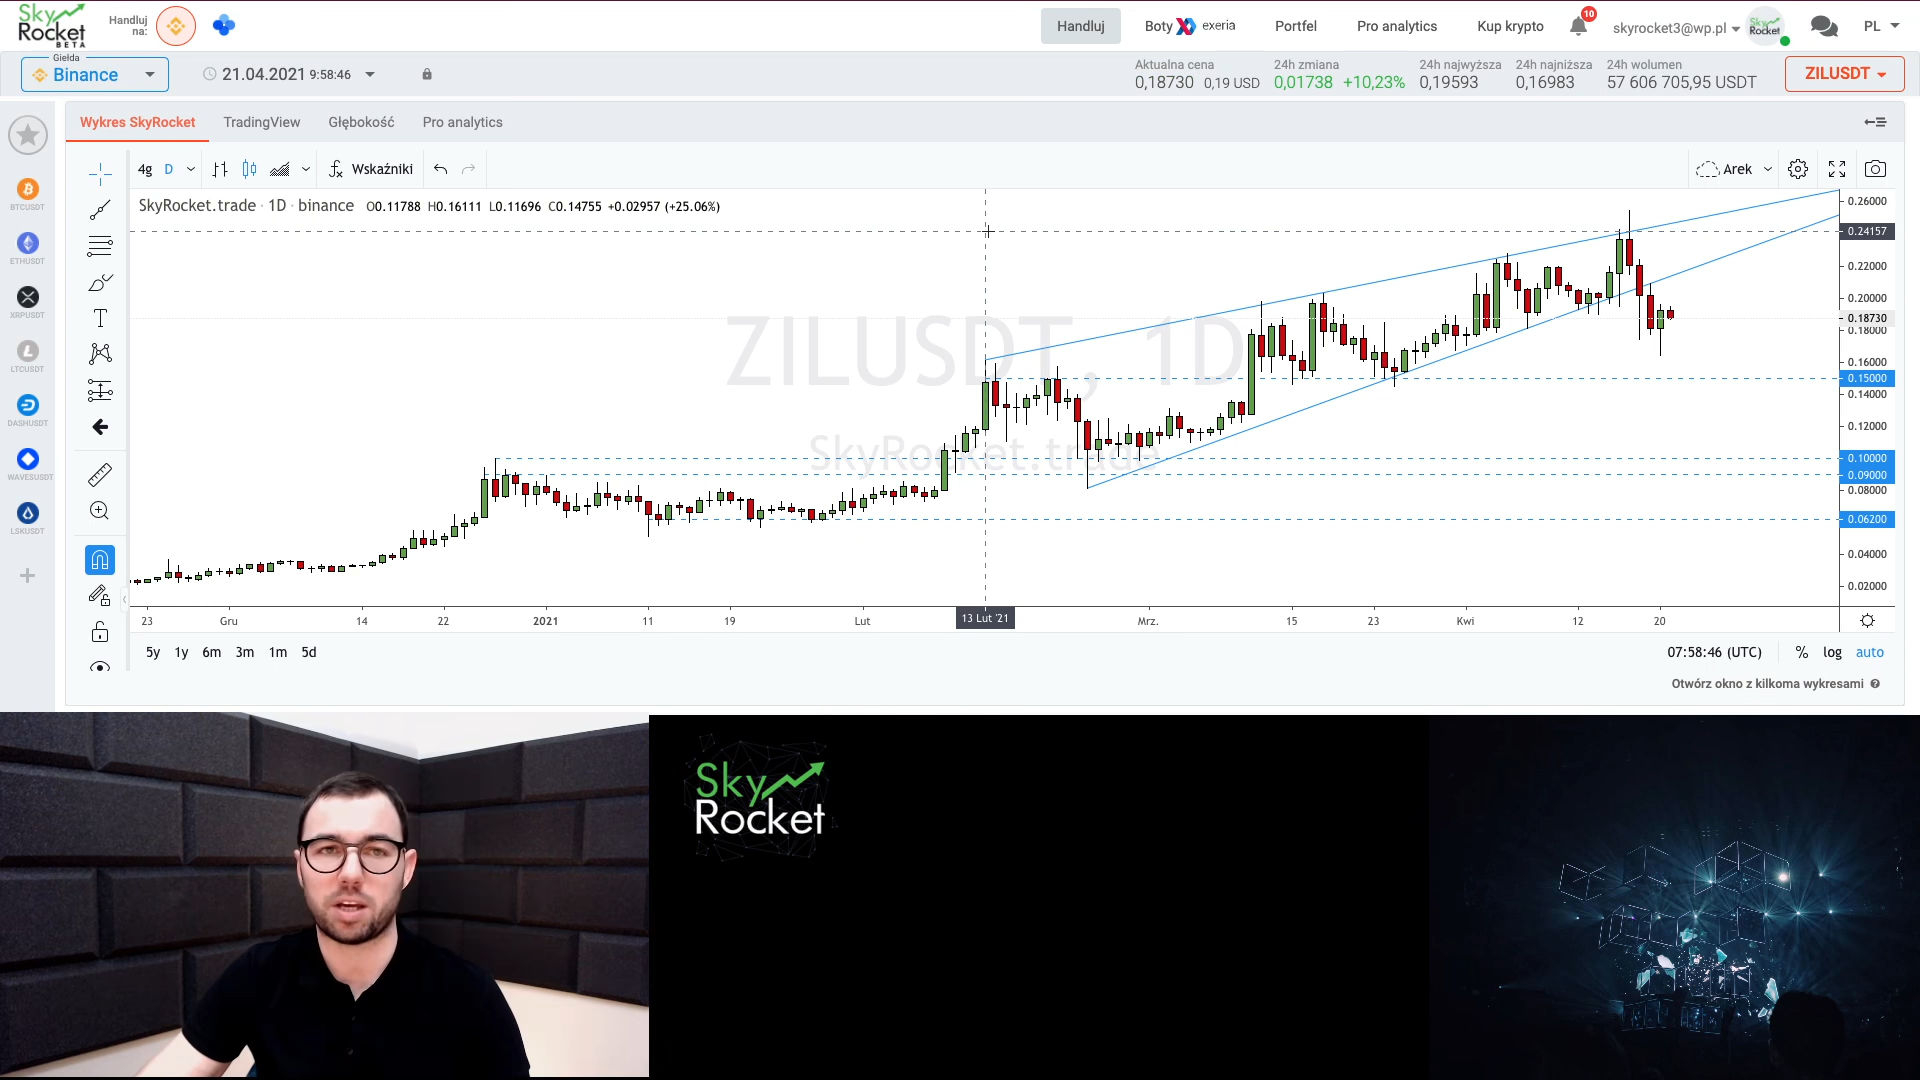 Sky
Rocket
BETA
Handluj
na:
Handluj
Boty exeria
Portfel
Pro analytics
Kup krypto
10
skyrocket3@wp.pl
Sky
Rocket
PL
Giełda
Binance
21.04.2021 9:58:46
Aktualna cena
0,18730 0,19 USD
24h zmiana
0,01738 +10,23%
24h najwyższa
0,19593
24h najniższa
0,16983
24h wolumen
57 606 705,95 USDT
ZILUSDT
Wykres SkyRocket
TradingView
Głębokość
Pro analytics
BTCUSDT
ETHUSDT
XRPUSDT
LTCUSDT
DASHUSDT
WAVESUSDT
LSKUSDT
4g D
Wskaźniki
Arek
SkyRocket.trade · 1D · binance O0.11788 H0.16111 L0.11696 C0.14755 +0.02957 (+25.06%)
ZILUSDT, 1D
SkyRocket.trade
0.26000
0.24157
0.22000
0.20000
0.18730
0.18000
0.16000
0.15000
0.14000
0.12000
0.10000
0.09000
0.08000
0.06200
0.04000
0.02000
23 Gru 14 22 2021 11 19 Lut 13 Lut '21 Mrz. 15 23 Kwi 12 20
5y 1y 6m 3m 1m 5d
07:58:46 (UTC) % log auto
Otwórz okno z kilkoma wykresami
Sky
Rocket